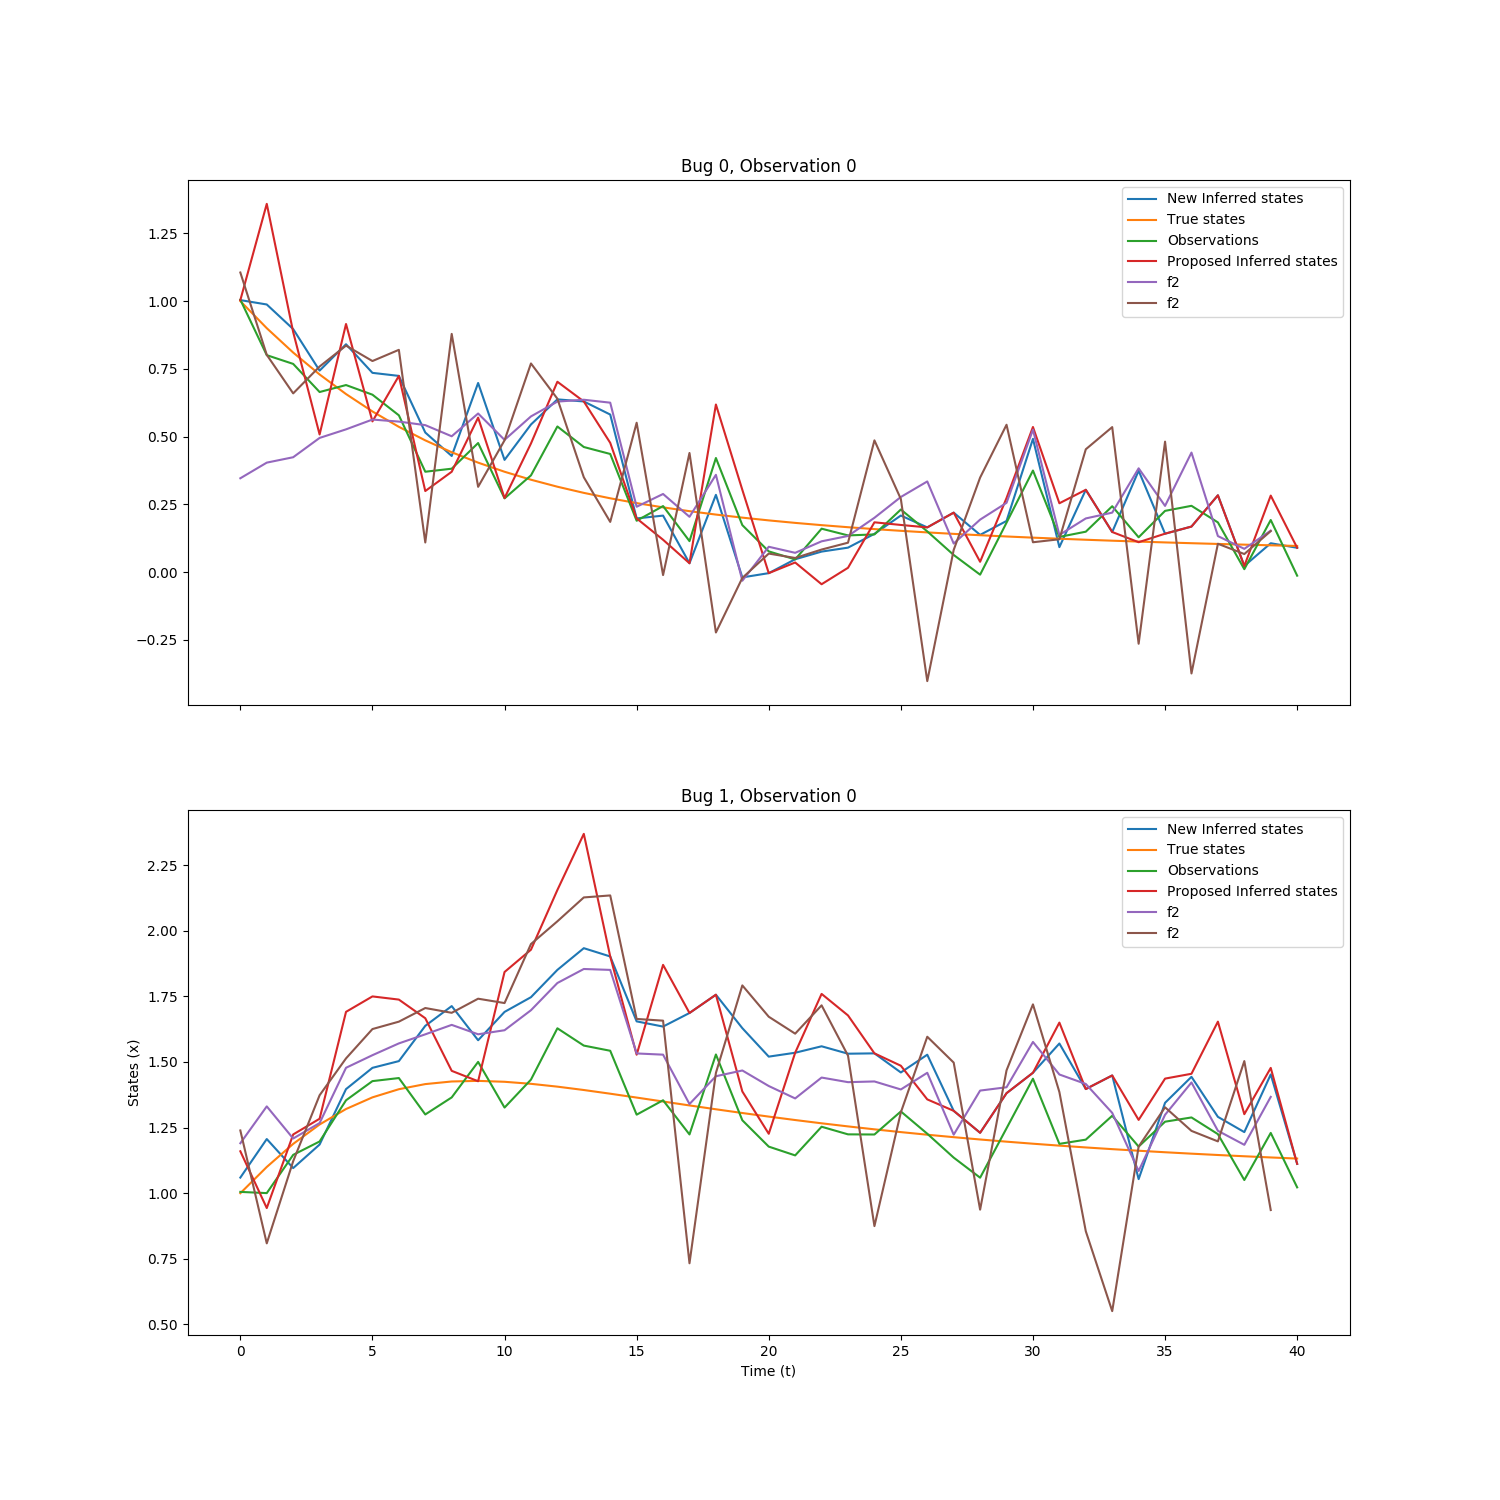 Bug 0, Observation 0
1.25
1.00
0.75
0.50
0.25
0.00
−0.25
New Inferred states
True states
Observations
Proposed Inferred states
f2
f2
Bug 1, Observation 0
States (x)
2.25
2.00
1.75
1.50
1.25
1.00
0.75
0.50
New Inferred states
True states
Observations
Proposed Inferred states
f2
f2
0 5 10 15 20 25 30 35 40
Time (t)